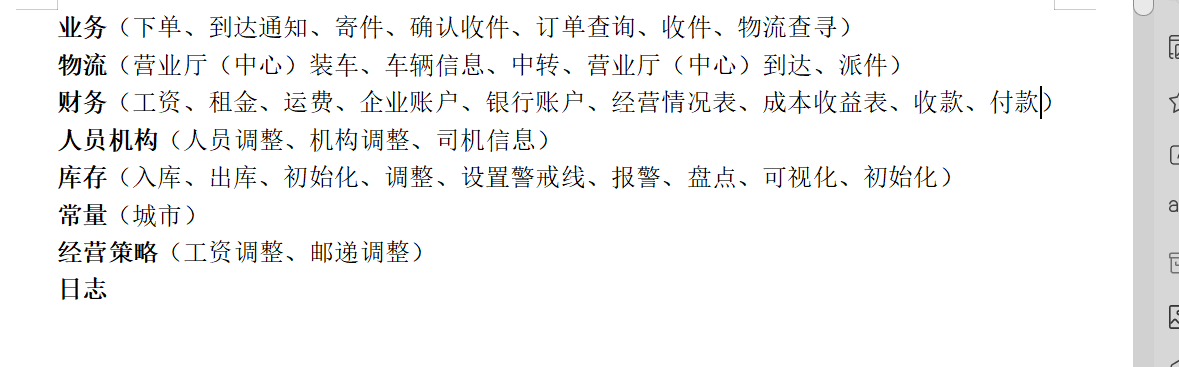 业务（下单、到达通知、寄件、确认收件、订单查询、收件、物流查寻）
物流（营业厅（中心）装车、车辆信息、中转、营业厅（中心）到达、派件）
财务（工资、租金、运费、企业账户、银行账户、经营情况表、成本收益表、收款、付款）
人员机构（人员调整、机构调整、司机信息）
库存（入库、出库、初始化、调整、设置警戒线、报警、盘点、可视化、初始化）
常量（城市）
经营策略（工资调整、邮递调整）
日志